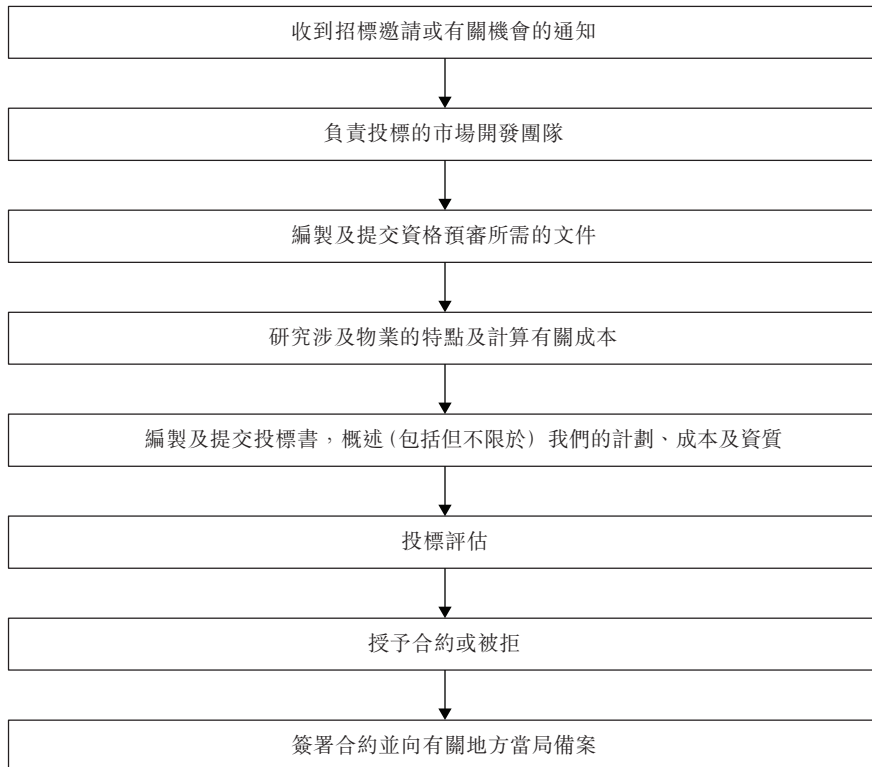 收到招標邀請或有關機會的通知
負責投標的市場開發團隊
編製及提交資格預審所需的文件
研究涉及物業的特點及計算有關成本
編製及提交投標書，概述（包括但不限於）我們的計劃、成本及資質
投標評估
授予合約或被拒
簽署合約並向有關地方當局備案